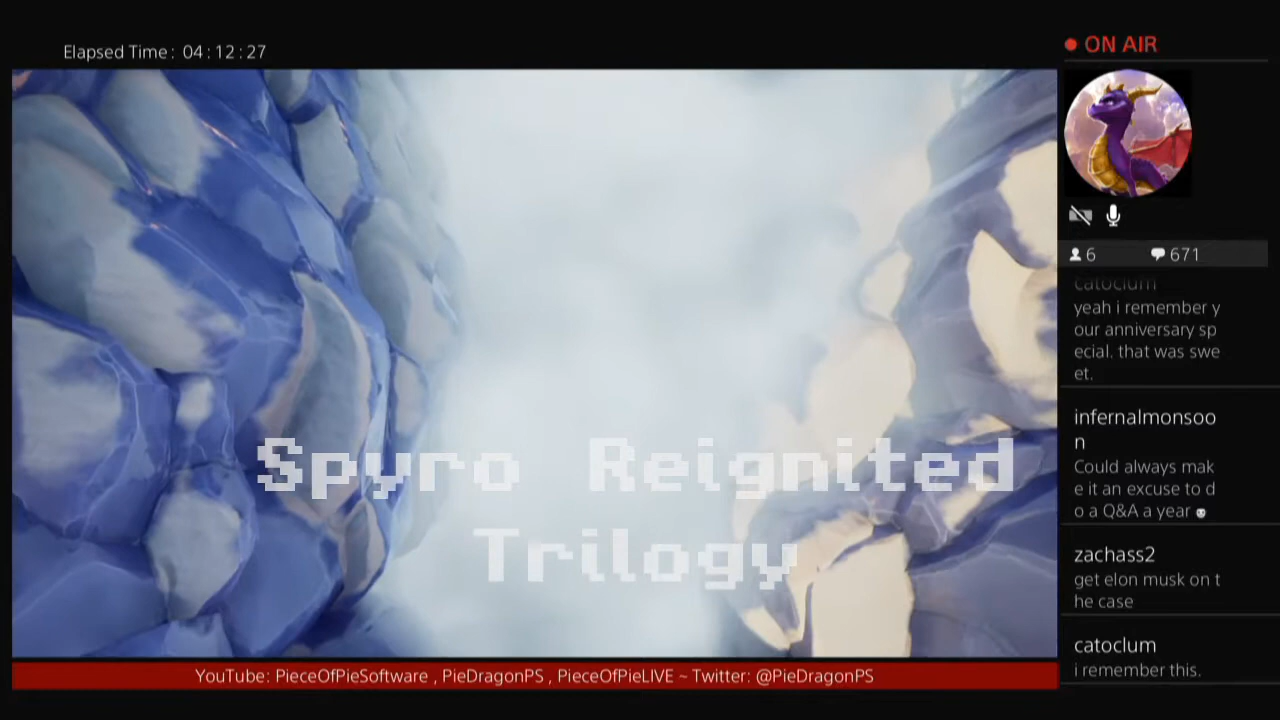 Elapsed Time: 04:12:27
ON AIR
6 671
catoclum
yeah i remember y
our anniversary sp
ecial. that was swe
et.
infernalmonsoo
n
Could always mak
e it an excuse to d
o a Q&A a year
zachass2
get elon musk on t
he case
catoclum
i remember this.
Spyro Reignited
Trilogy
YouTube: PieceOfPieSoftware , PieDragonPS , PieceOfPieLIVE ~ Twitter: @PieDragonPS